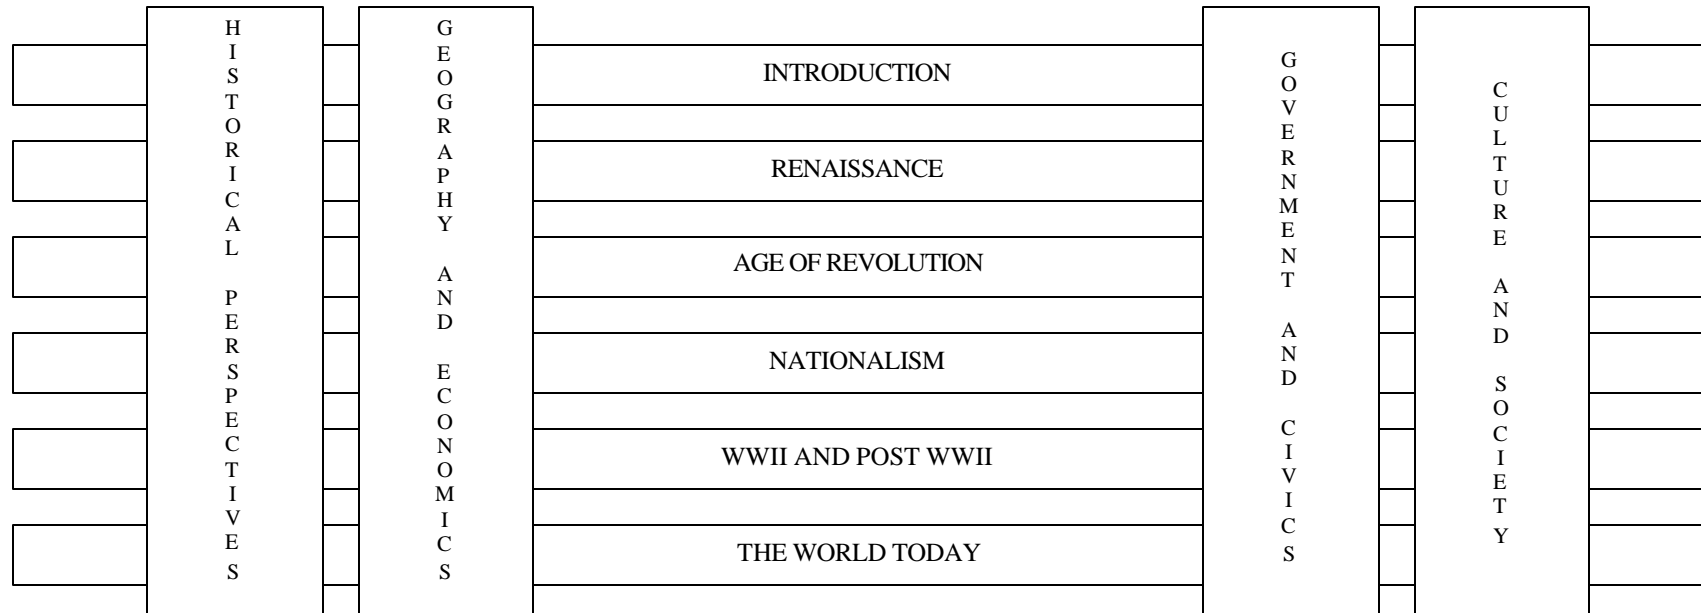 HISTORICAL PERSPECTIVES
GEOGRAPHY AND ECONOMICS
INTRODUCTION
RENAISSANCE
AGE OF REVOLUTION
NATIONALISM
WWII AND POST WWII
THE WORLD TODAY
GOVERNMENT AND CIVICS
CULTURE AND SOCIETY